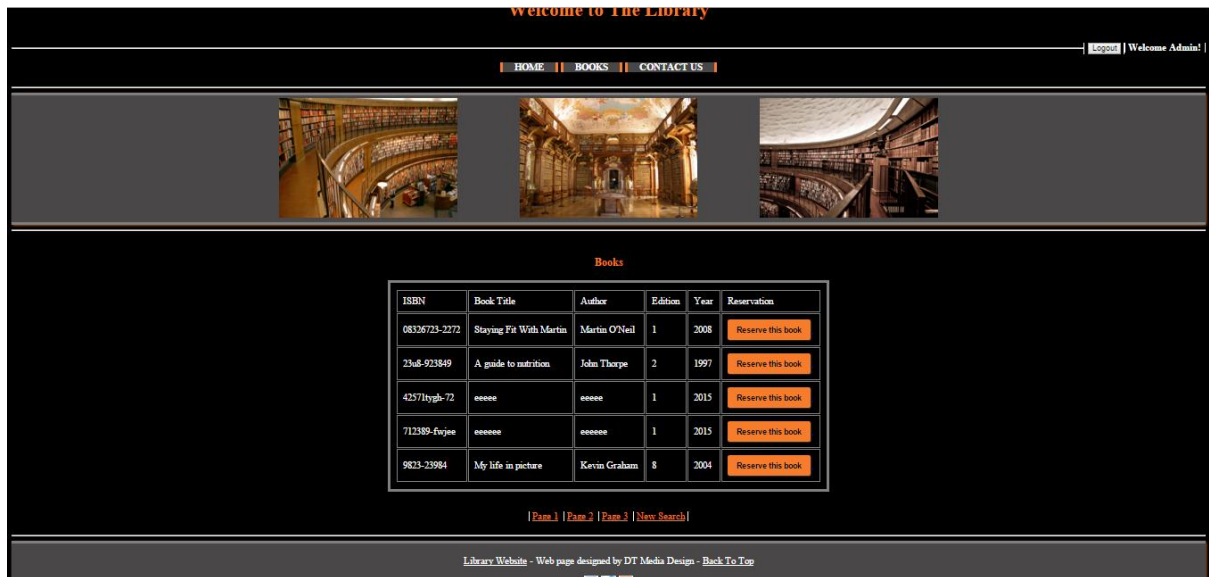 Welcome to The Library
Logout | Welcome Admin! |
HOME BOOKS CONTACT US
Books
ISBN Book Title Author Edition Year Reservation
08326723-2272 Staying Fit With Martin Martin O'Neil 1 2008 Reserve this book
23u8-923849 A guide to nutrition John Thorpe 2 1997 Reserve this book
42571tygh-72 eeeee eeeee 1 2015 Reserve this book
712389-fwjee eeeeee eeeeee 1 2015 Reserve this book
9823-23984 My life in picture Kevin Graham 8 2004 Reserve this book
|Page 1 |Page 2 |Page 3 |New Search|
Library Website - Web page designed by DT Media Design - Back To Top